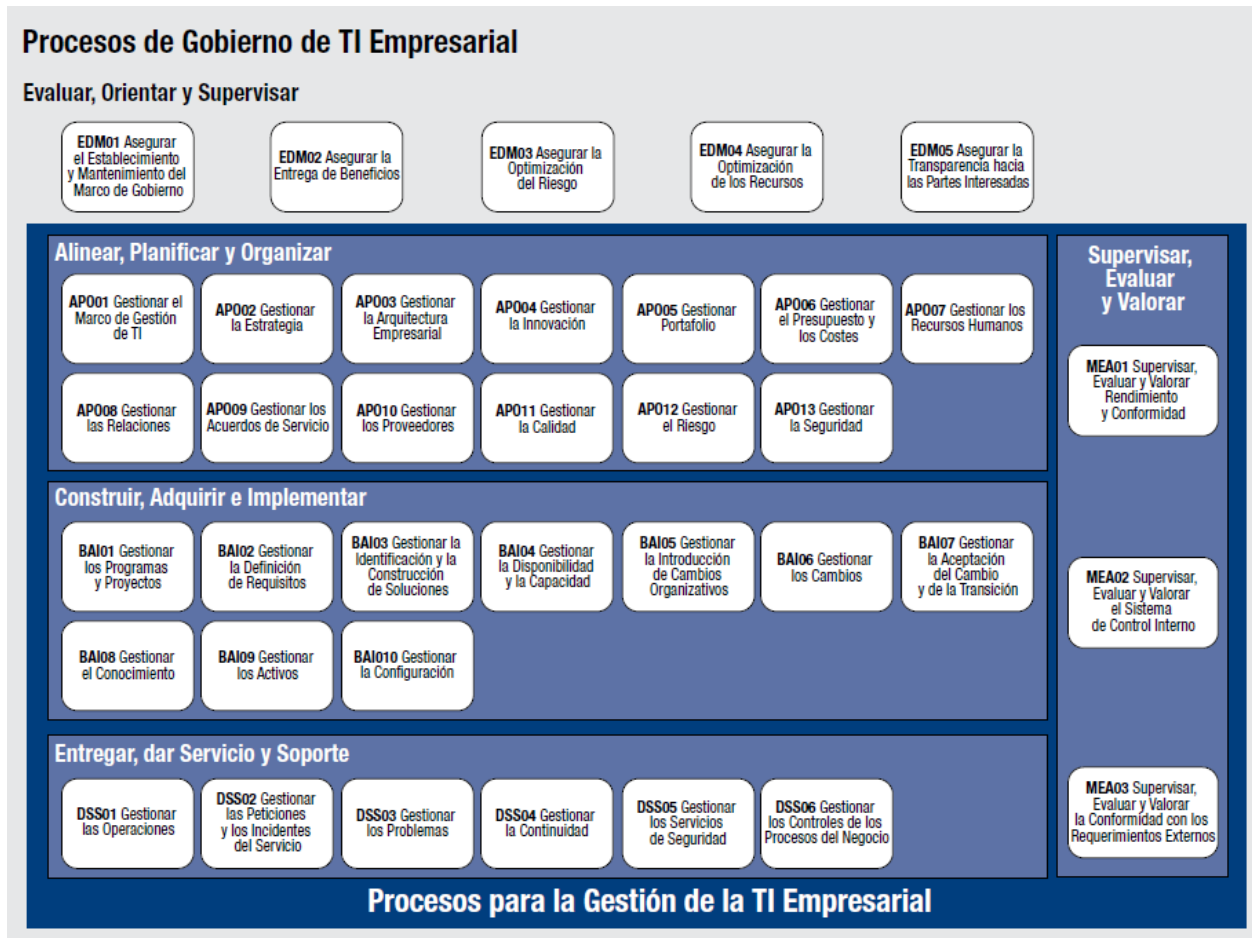 Procesos de Gobierno de TI Empresarial
Evaluar, Orientar y Supervisar
EDM01 Asegurar
el Establecimiento
y Mantenimiento del
Marco de Gobierno
EDM02 Asegurar la
Entrega de Beneficios
EDM03 Asegurar la
Optimización
del Riesgo
EDM04 Asegurar la
Optimización
de los Recursos
EDM05 Asegurar la
Transparencia hacia
las Partes Interesadas
Alinear, Planificar y Organizar
APO01 Gestionar el
Marco de Gestión
de TI
APO02 Gestionar
la Estrategia
APO03 Gestionar
la Arquitectura
Empresarial
APO04 Gestionar
la Innovación
APO05 Gestionar
Portafolio
APO06 Gestionar
el Presupuesto y
los Costes
APO07 Gestionar los
Recursos Humanos
APO08 Gestionar
las Relaciones
APO09 Gestionar los
Acuerdos de Servicio
APO10 Gestionar
los Proveedores
APO11 Gestionar
la Calidad
APO12 Gestionar
el Riesgo
APO13 Gestionar
la Seguridad
Construir, Adquirir e Implementar
BAI01 Gestionar
los Programas
y Proyectos
BAI02 Gestionar
la Definición
de Requisitos
BAI03 Gestionar la
Identificación y la
Construcción
de Soluciones
BAI04 Gestionar
la Disponibilidad
y la Capacidad
BAI05 Gestionar
la Introducción
de Cambios
Organizativos
BAI06 Gestionar
los Cambios
BAI07 Gestionar
la Aceptación
del Cambio
y de la Transición
BAI08 Gestionar
el Conocimiento
BAI09 Gestionar
los Activos
BAI010 Gestionar
la Configuración
Entregar, dar Servicio y Soporte
DSS01 Gestionar
las Operaciones
DSS02 Gestionar
las Peticiones
y los Incidentes
del Servicio
DSS03 Gestionar
los Problemas
DSS04 Gestionar
la Continuidad
DSS05 Gestionar
los Servicios
de Seguridad
DSS06 Gestionar
los Controles de los
Procesos del Negocio
Supervisar,
Evaluar
y Valorar
MEA01 Supervisar,
Evaluar y Valorar
Rendimiento
y Conformidad
MEA02 Supervisar,
Evaluar y Valorar
el Sistema
de Control Interno
MEA03 Supervisar,
Evaluar y Valorar
la Conformidad con los
Requerimientos Externos
Procesos para la Gestión de la TI Empresarial